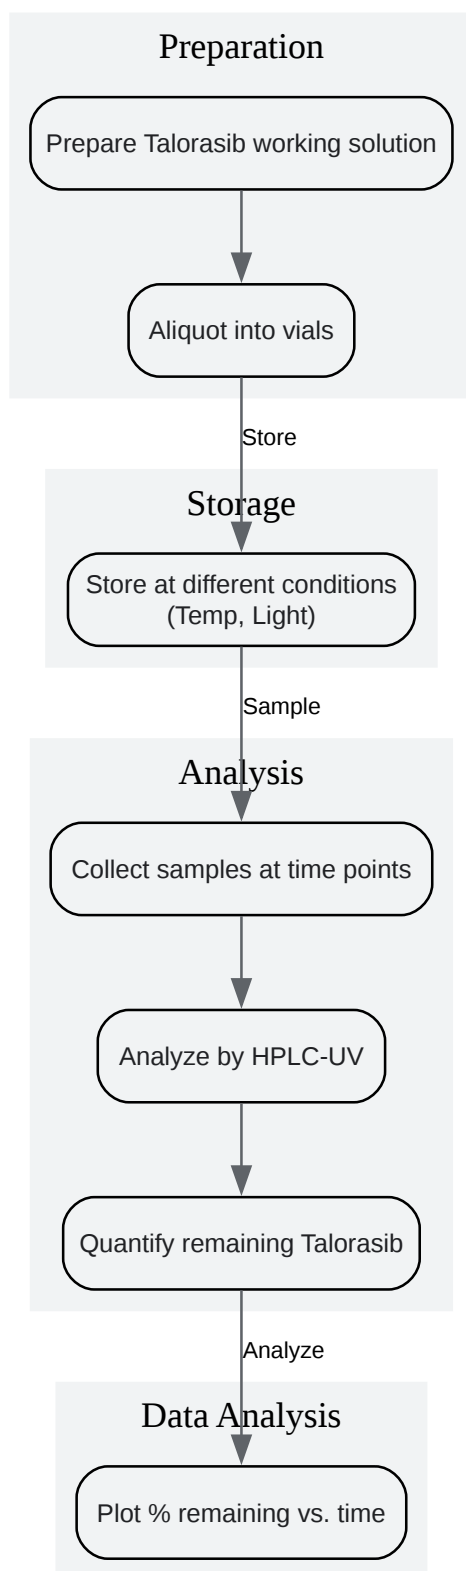 Preparation
Prepare Talorasib working solution
Aliquot into vials
Store
Storage
Store at different conditions
(Temp, Light)
Sample
Analysis
Collect samples at time points
Analyze by HPLC-UV
Quantify remaining Talorasib
Analyze
Data Analysis
Plot % remaining vs. time